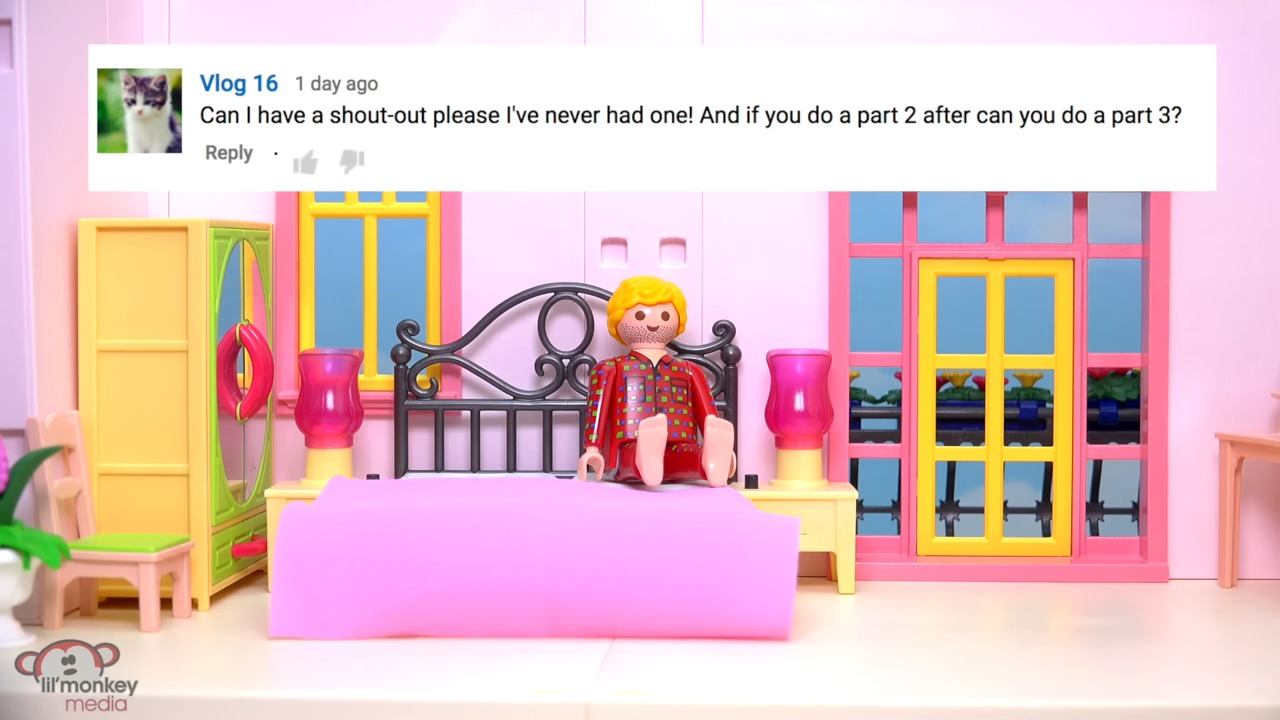 Vlog 16 1 day ago
Can I have a shout-out please I've never had one! And if you do a part 2 after can you do a part 3?
Reply ·
lil'monkey
media